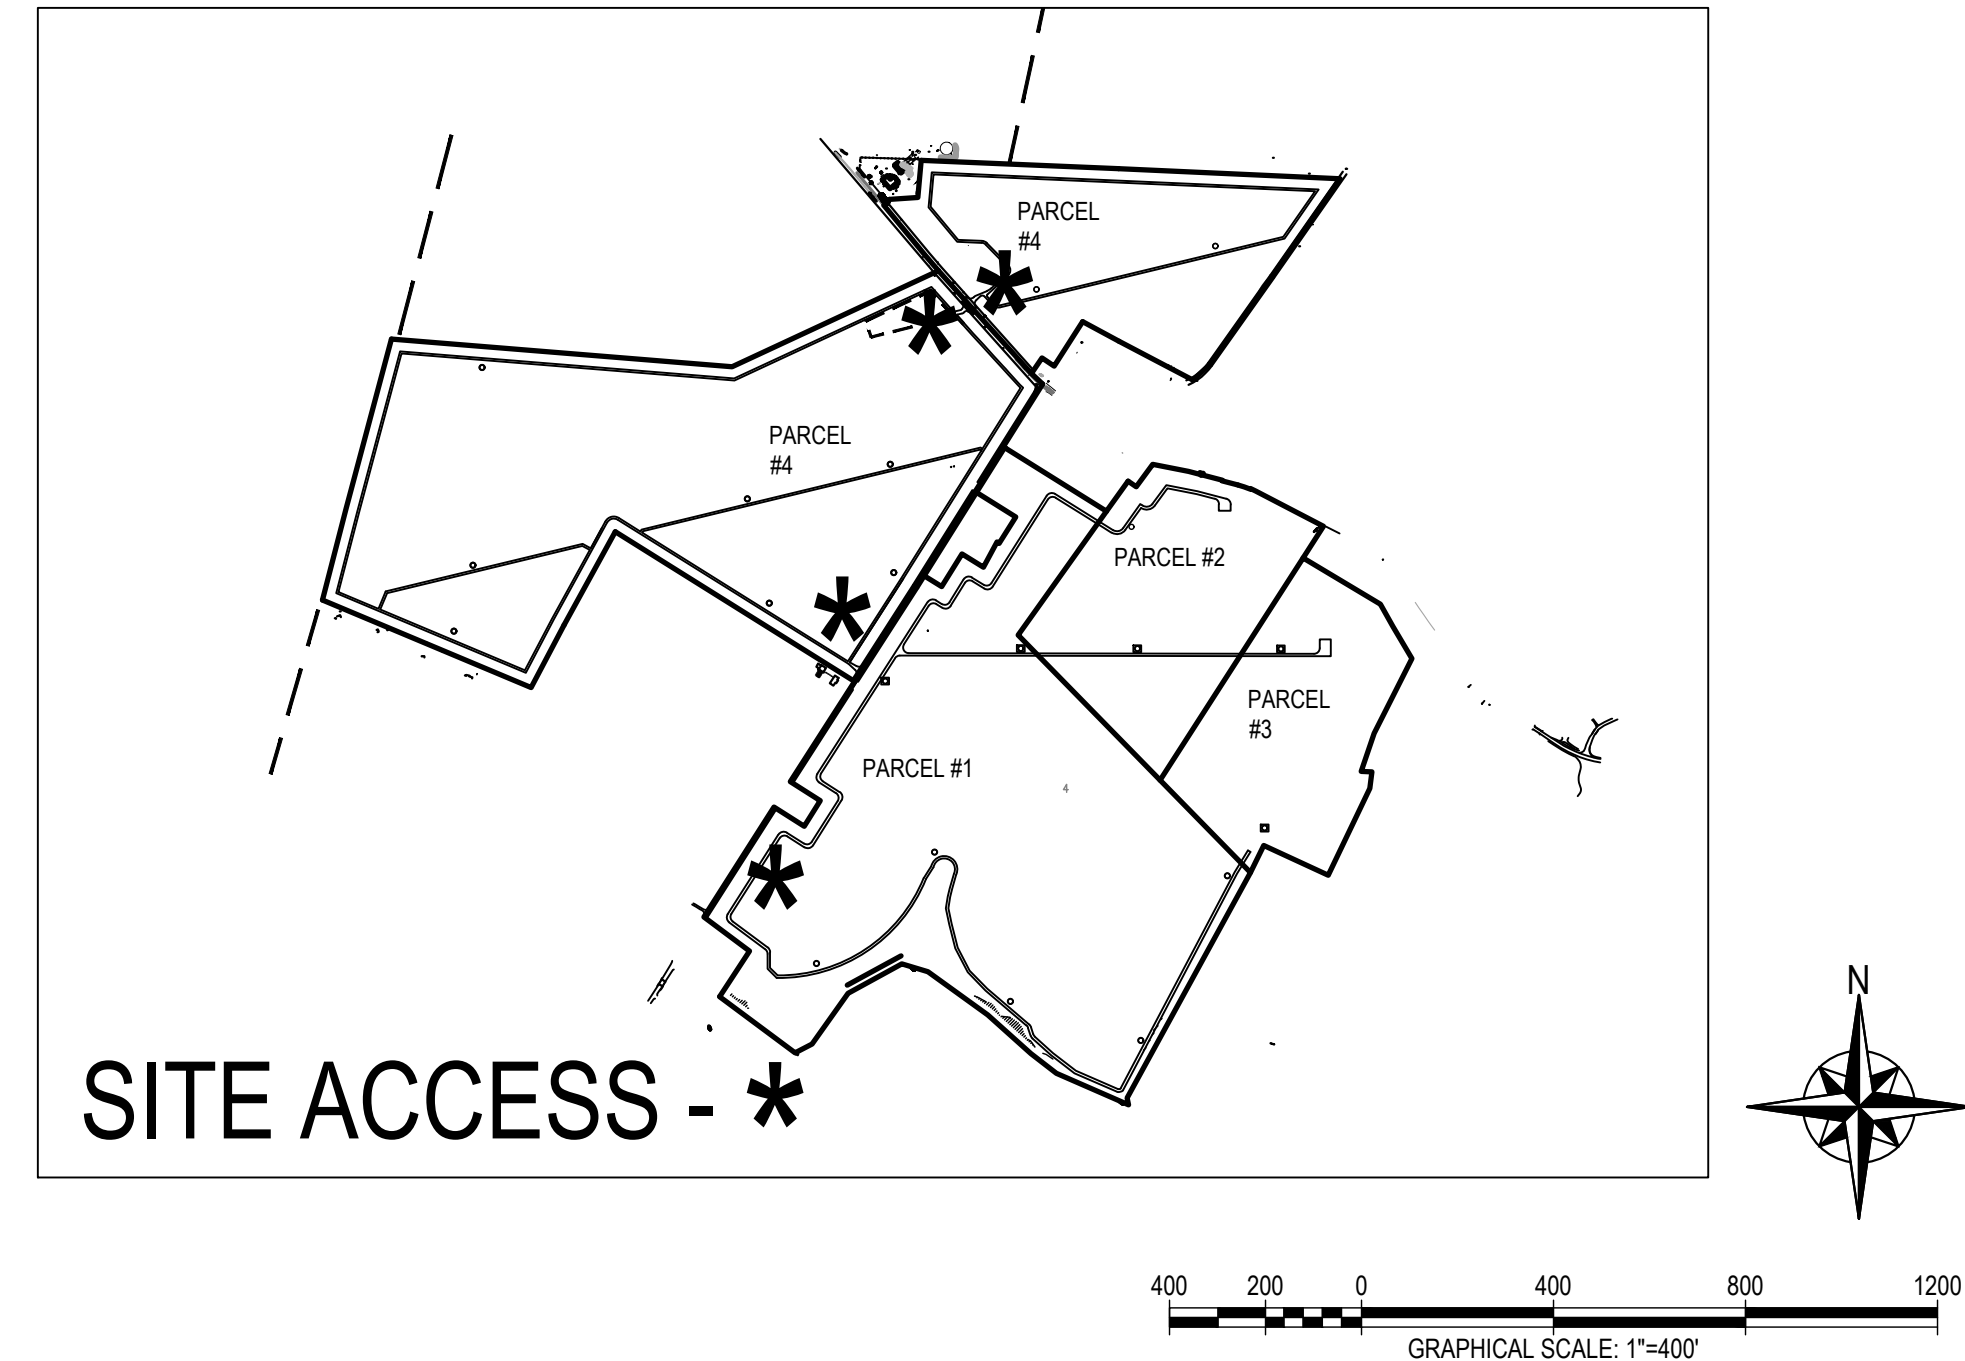 PARCEL
#4
PARCEL
#4
PARCEL #2
PARCEL
#3
PARCEL #1
4
SITE ACCESS - *
N
400 200 0 400 800 1200
GRAPHICAL SCALE: 1"=400'